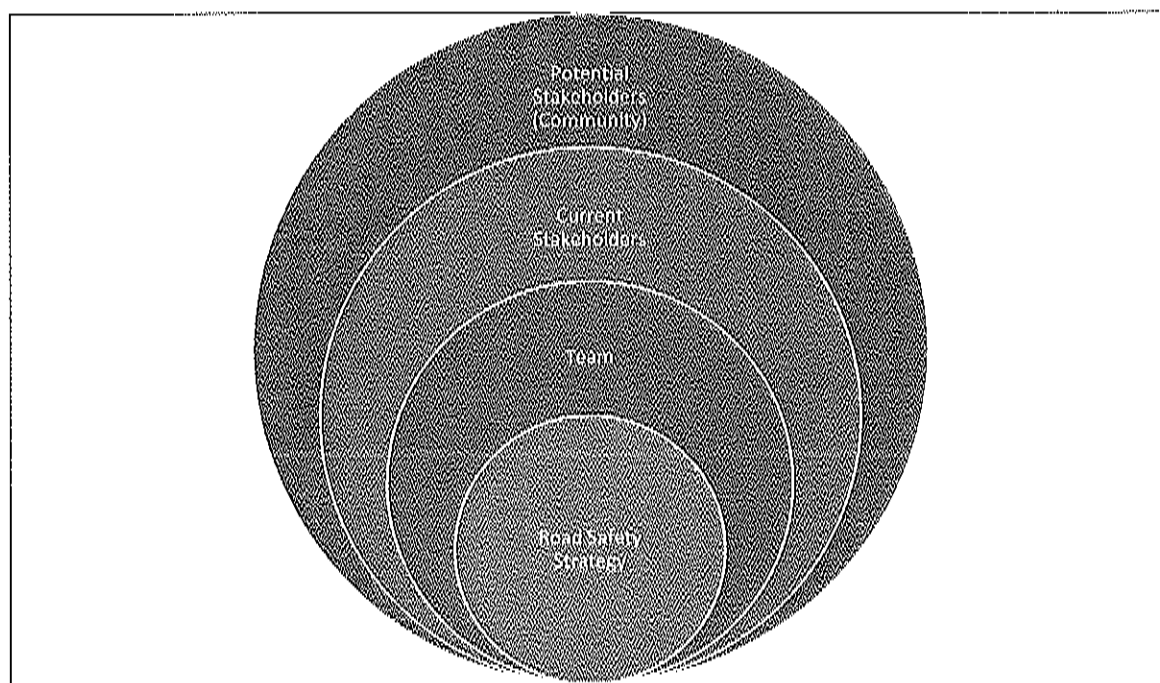 Potential
Stakeholders
(Community)
Current
Stakeholders
Team
Road Safety
Strategy